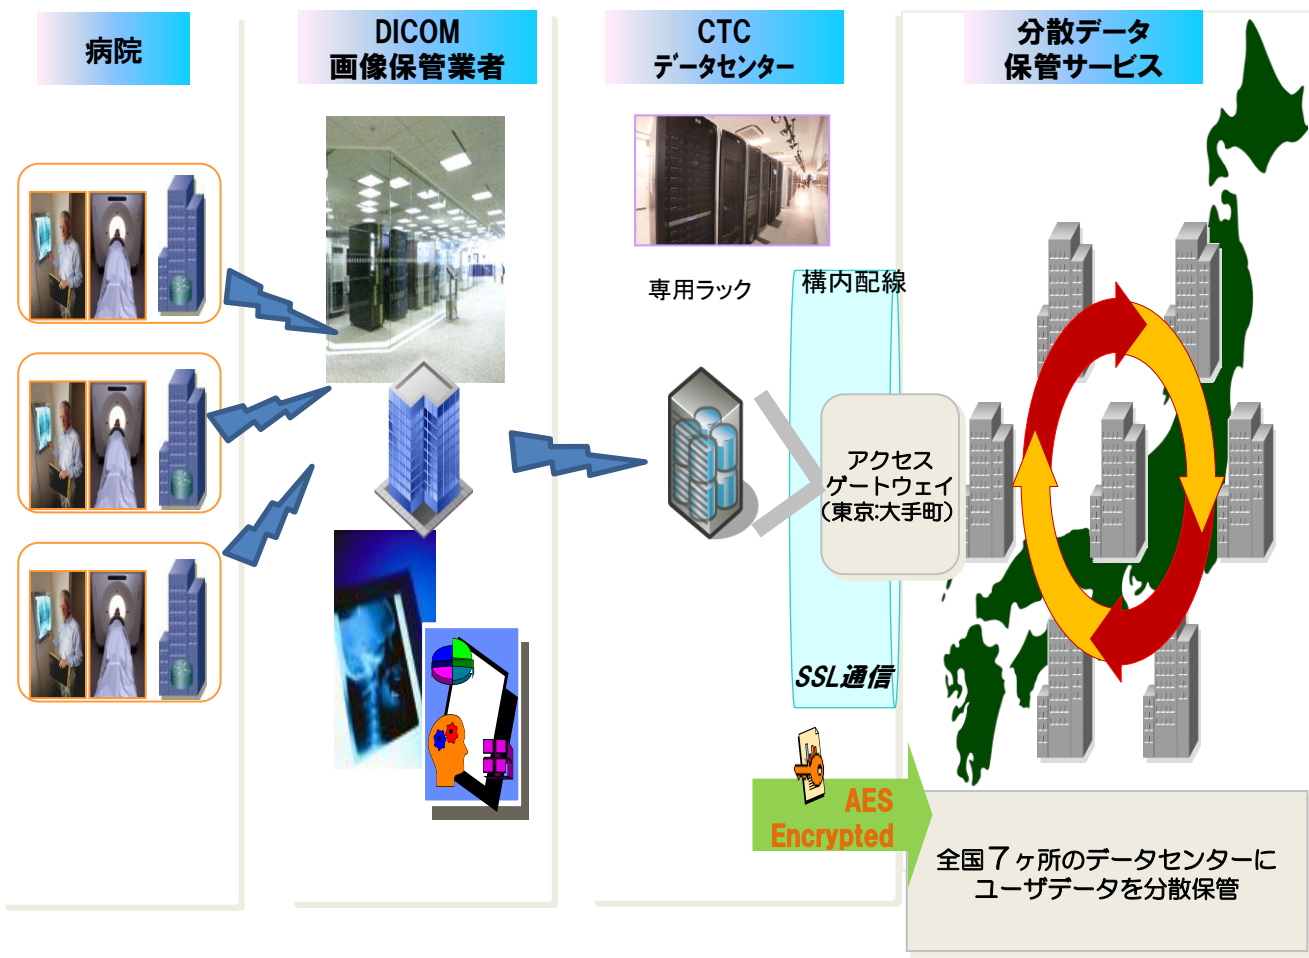 病院
DICOM
画像保管業者
CTC
データセンター
分散データ
保管サービス
専用ラック
構内配線
アクセス
ゲートウェイ
(東京:大手町)
SSL通信
AES
Encrypted
全国7ヶ所のデータセンターに
ユーザデータを分散保管